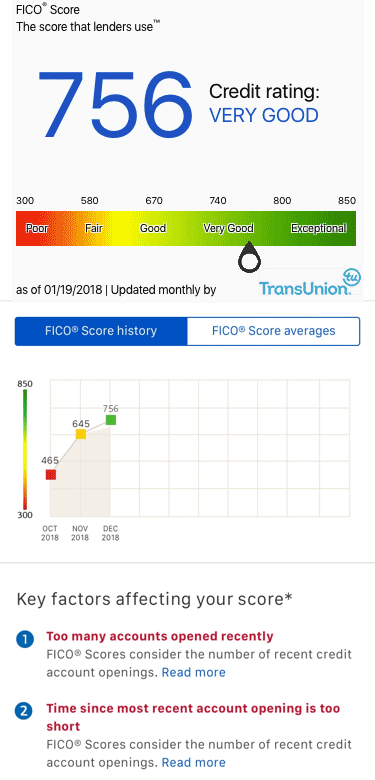 FICO® Score
The score that lenders use™
756
Credit rating:
VERY GOOD
300 580 670 740 800 850
Poor Fair Good Very Good Exceptional
as of 01/19/2018 | Updated monthly by
TransUnion.
tu
FICO® Score history
FICO® Score averages
850
756
645
465
300
OCT NOV DEC
2018 2018 2018
Key factors affecting your score*
1 Too many accounts opened recently
FICO® Scores consider the number of recent credit
account openings. Read more
2 Time since most recent account opening is too
short
FICO® Scores consider the number of recent credit
account openings. Read more